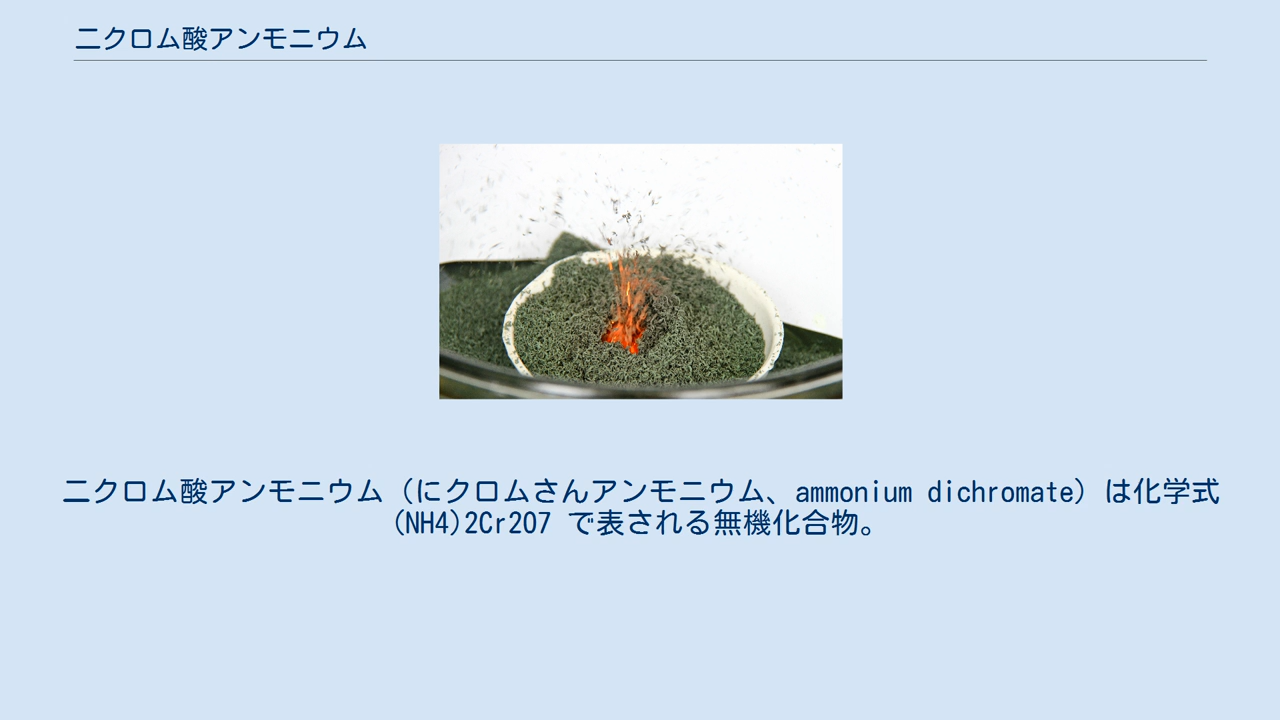 二クロム酸アンモニウム
二クロム酸アンモニウム（にクロムさんアンモニウム、ammonium dichromate）は化学式
(NH4)2Cr2O7 で表される無機化合物。